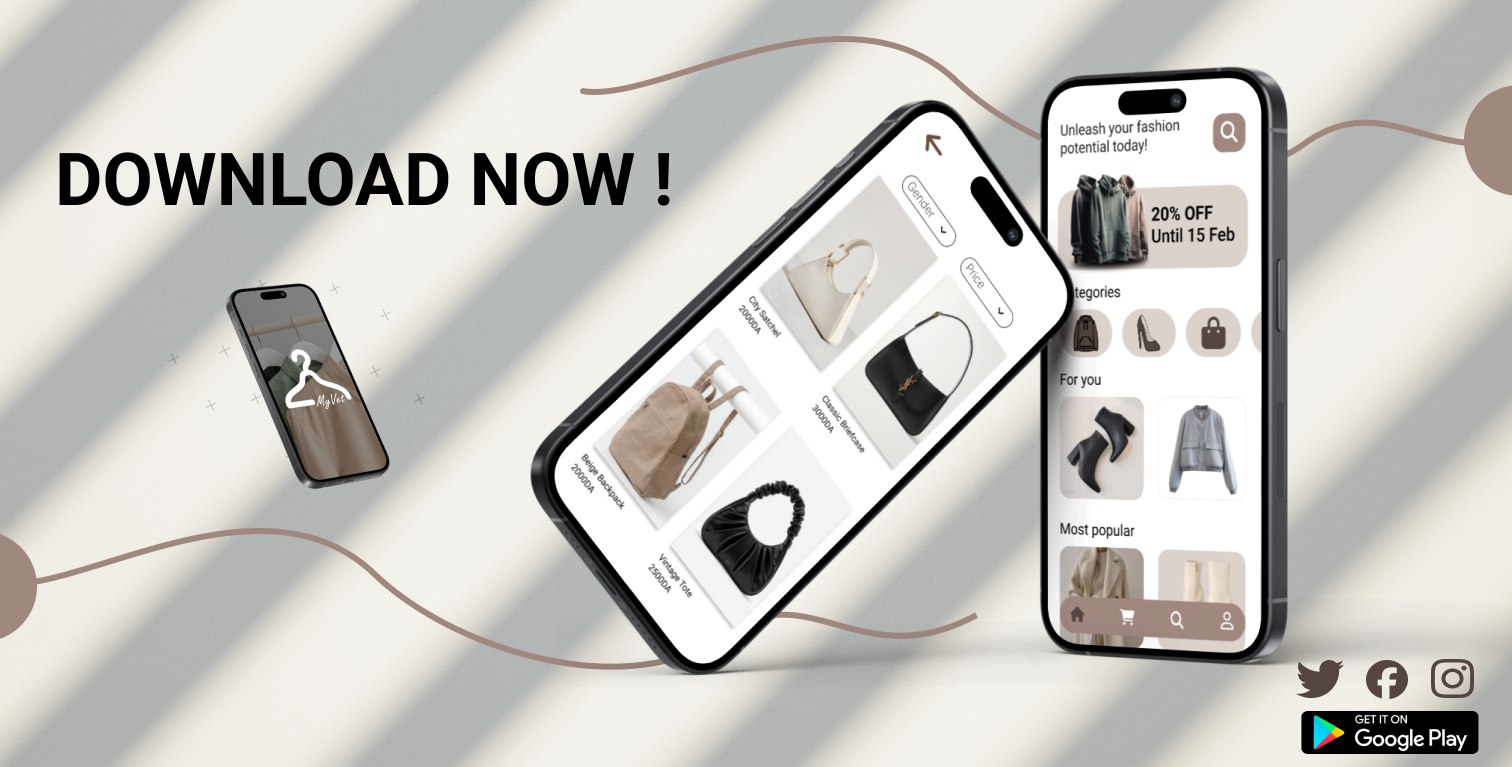 DOWNLOAD NOW !
MyVet
Gender
Price
City Satchel
2000DA
Classic Briefcase
3000DA
Beige Backpack
2000DA
Vintage Tote
2500DA
Unleash your fashion
potential today!
20% OFF
Until 15 Feb
tegories
For you
Most popular
GET IT ON
Google Play